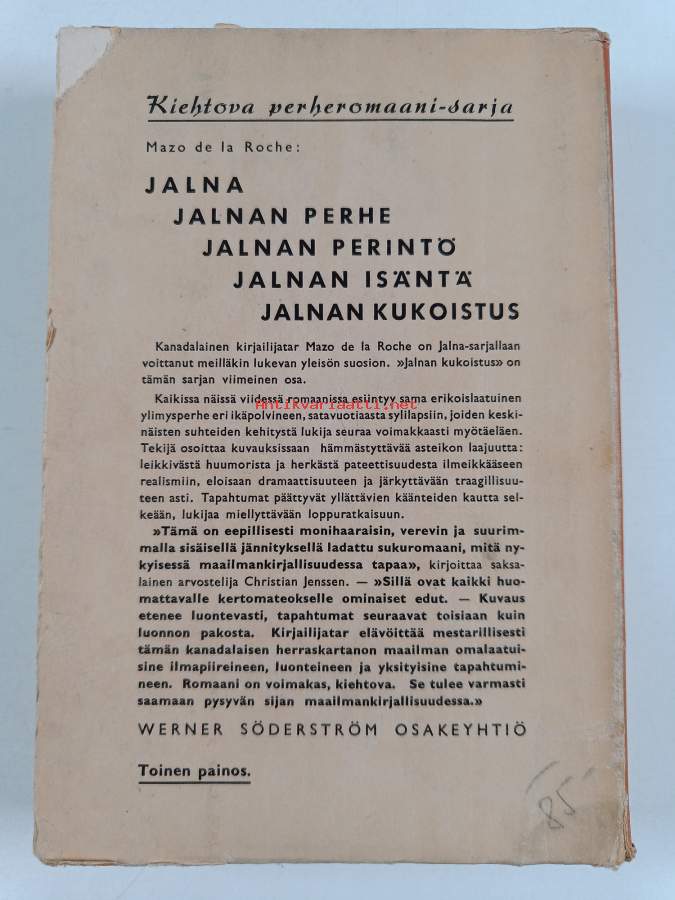 Kiehtova perheromaani-sarja
Mazo de la Roche:
JALNA
JALNAN PERHE
JALNAN PERINTÖ
JALNAN ISÄNTÄ
JALNAN KUKOISTUS
Kanadalainen kirjailijatar Mazo de la Roche on Jalna-sarjallaan
voittanut meilläkin lukevan yleisön suosion. »Jalnan kukoistus» on
tämän sarjan viimeinen osa.
Kaikissa näissä viidessä romaanissa esiintyy sama erikoislaatuinen
Antikvariaatti.net
ylimysperhe eri ikäpolvineen, satavuotiaasta sylilapsiin, joiden keski-
näisten suhteiden kehitystä lukija seuraa voimakkaasti myötäeläen.
Tekijä osoittaa kuvauksissaan hämmästyttävää asteikon laajuutta:
leikkivästä huumorista ja herkästä pateettisuudesta ilmeikkääseen
realismiin, eloisaan dramaattisuuteen ja järkyttävään traagillisuu-
teen asti. Tapahtumat päättyvät yllättävien käänteiden kautta sel-
keään, lukijaa miellyttävään loppuratkaisuun.
»Tämä on eepillisesti monihaaraisin, verevin ja suurim-
malla sisäisellä jännityksellä ladattu sukuromaani, mitä ny-
kyisessä maailmankirjallisuudessa tapaa», kirjoittaa saksa-
lainen arvostelija Christian Jenssen. — »Sillä ovat kaikki huo-
mattavalle kertomateokselle ominaiset edut. — Kuvaus
etenee luontevasti, tapahtumat seuraavat toisiaan kuin
luonnon pakosta. Kirjailijatar elävöittää mestarillisesti
tämän kanadalaisen herraskartanon maailman omalaatui-
sine ilmapiireineen, luonteineen ja yksityisine tapahtumi-
neen. Romaani on voimakas, kiehtova. Se tulee varmasti
saamaan pysyvän sijan maailmankirjallisuudessa.»
WERNER SÖDERSTRÖM OSAKEYHTIÖ
Toinen painos.
85